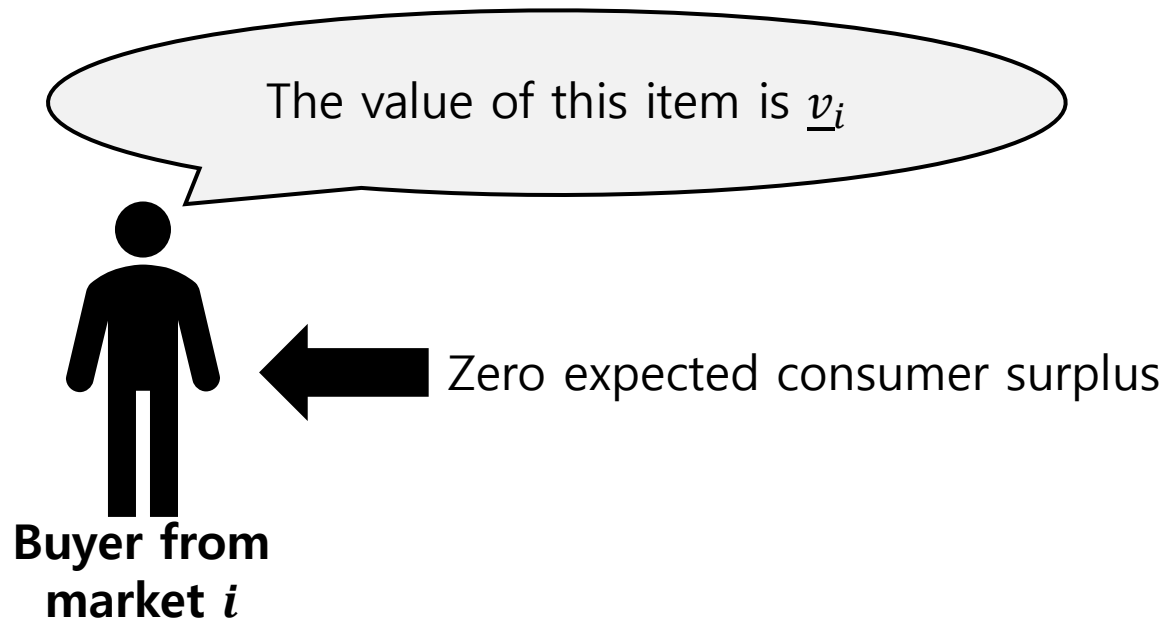 The value of this item is v̲ᵢ
Zero expected consumer surplus
Buyer from
market i